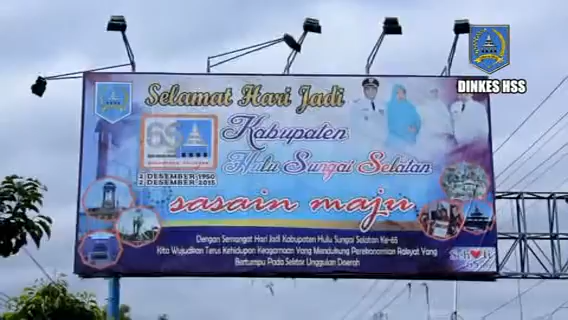 DINKES HSS
Selamat Hari Jadi
Kabupaten
Hulu Sungai Selatan
65
2 DESEMBER 1950
2 DESEMBER 2015
sasain maju
Dengan Semangat Hari Jadi Kabupaten Hulu Sungai Selatan Ke-65
Kita Wujudkan Terus Kehidupan Keagamaan Yang Mendukung Perekonomian Rakyat Yang
Bertumpu Pada Sektor Unggulan Daerah